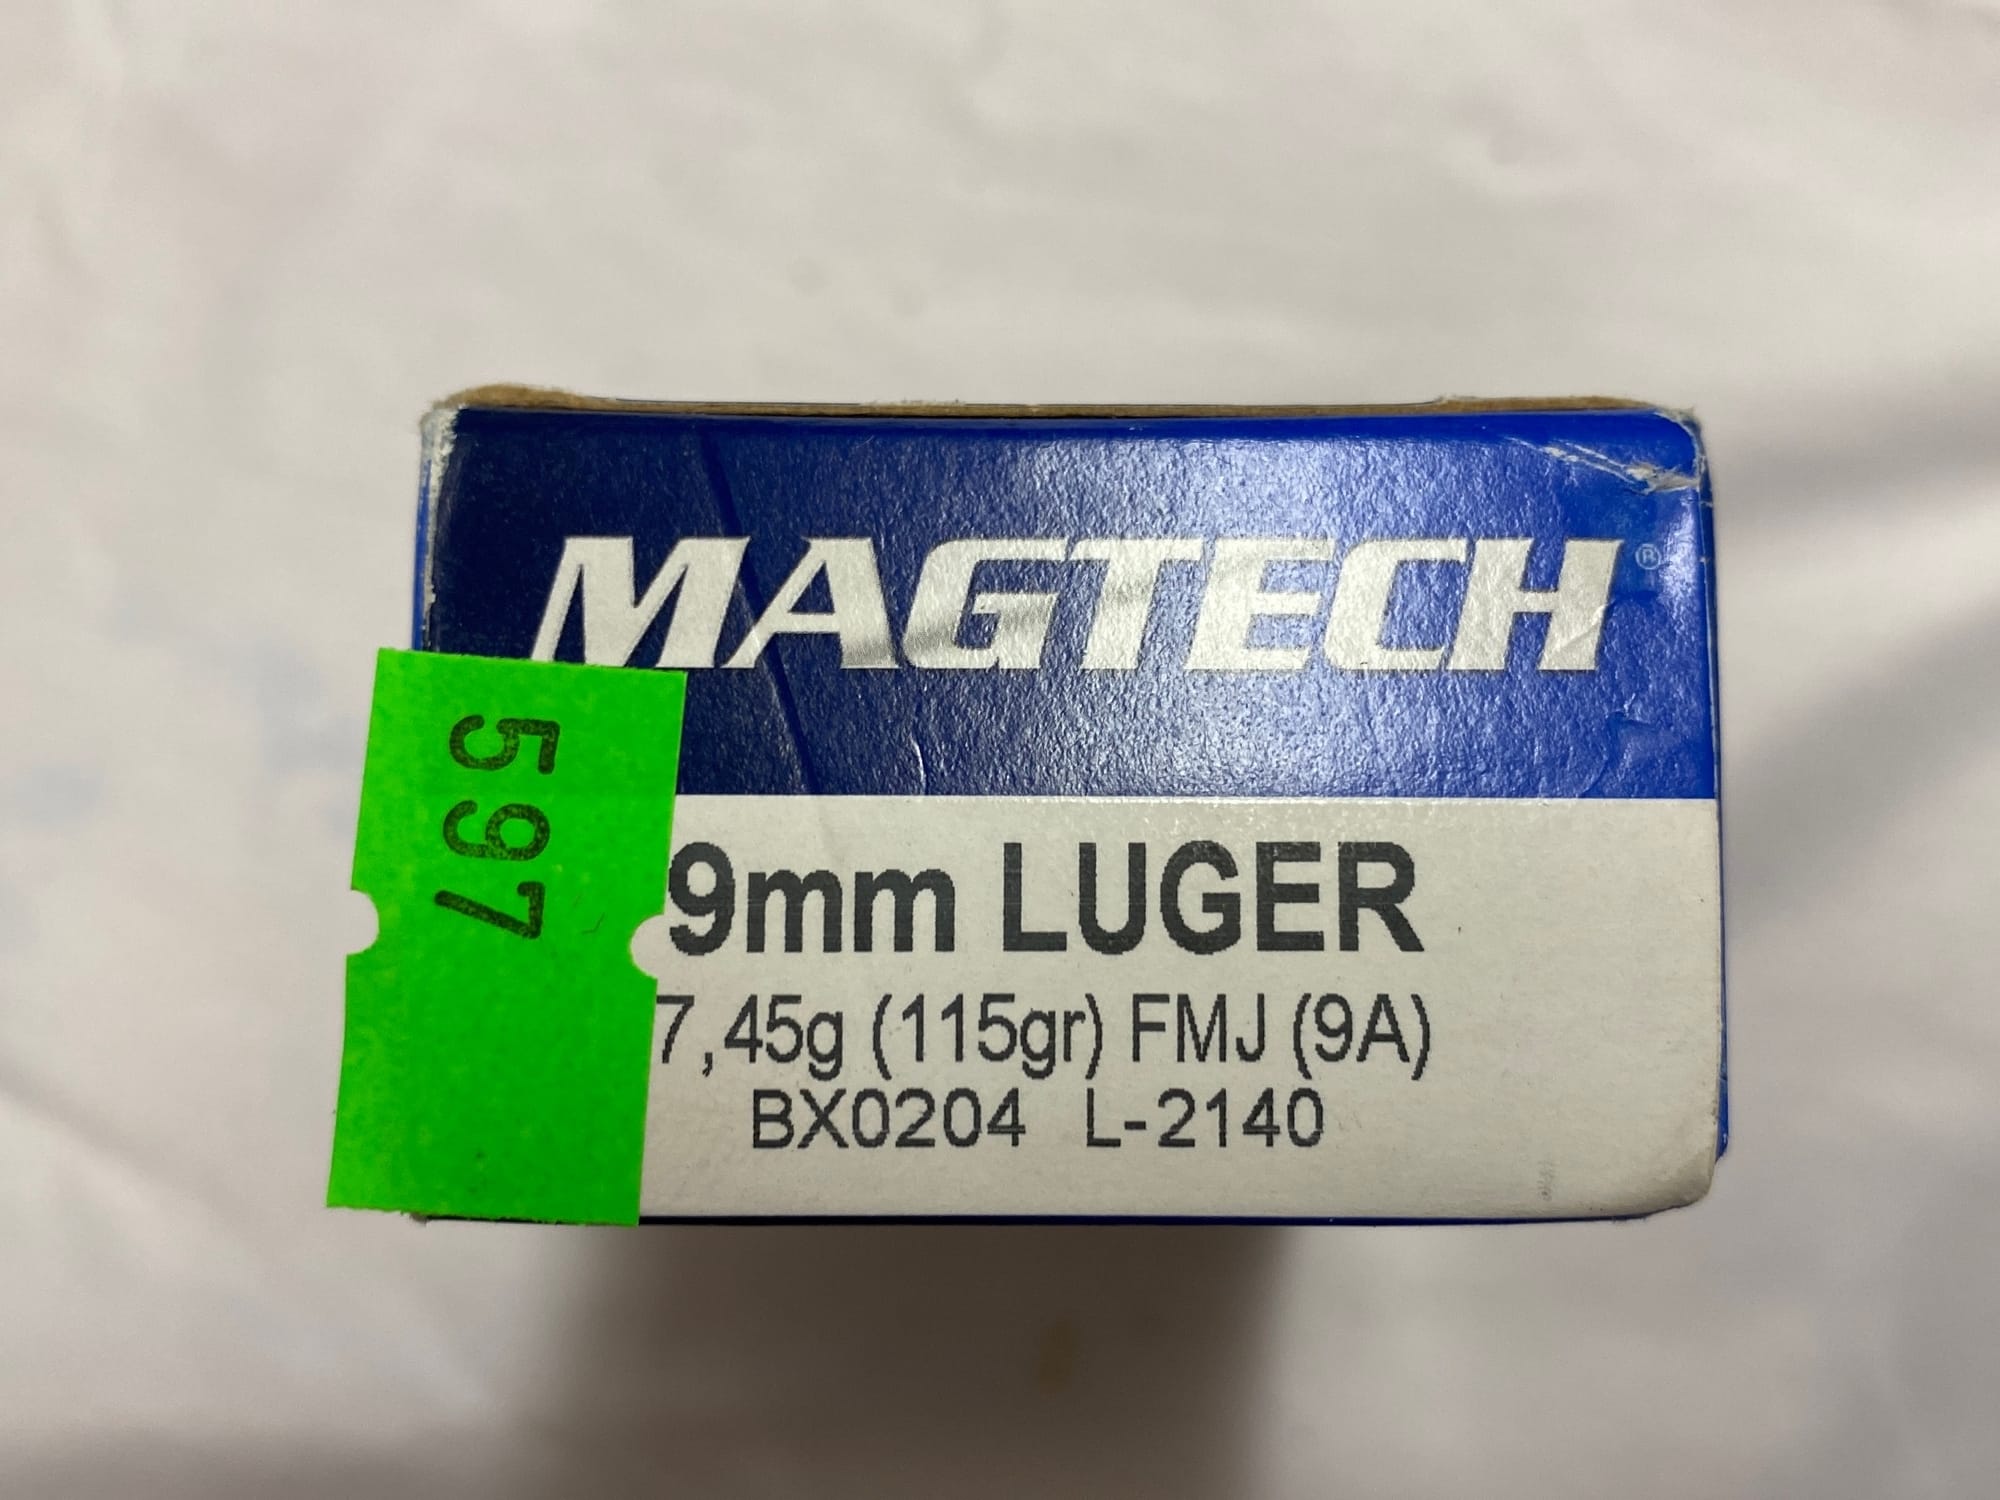 MAGTECH®
597
9mm LUGER
7,45g (115gr) FMJ (9A)
BX0204 L-2140